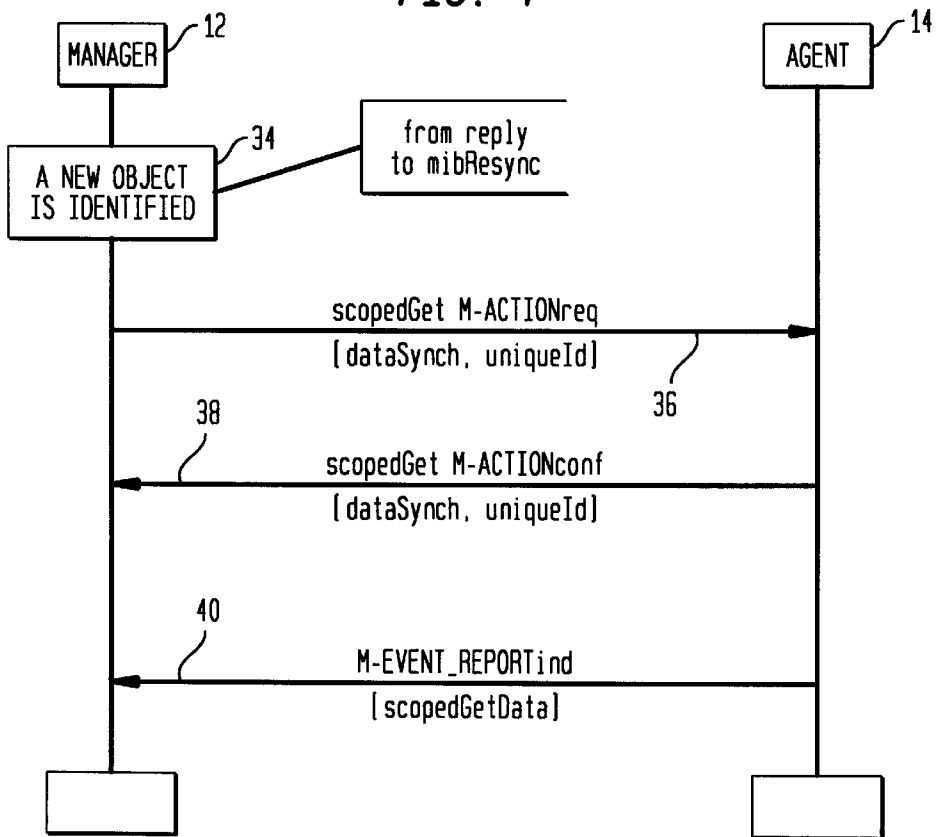 12
14
MANAGER
AGENT
34
from reply
to mibResync
A NEW OBJECT
IS IDENTIFIED
scopedGet M-ACTIONreq
[dataSynch, uniqueId]
36
38
scopedGet M-ACTIONconf
[dataSynch, uniqueId]
40
M-EVENT_REPORTind
[scopedGetData]